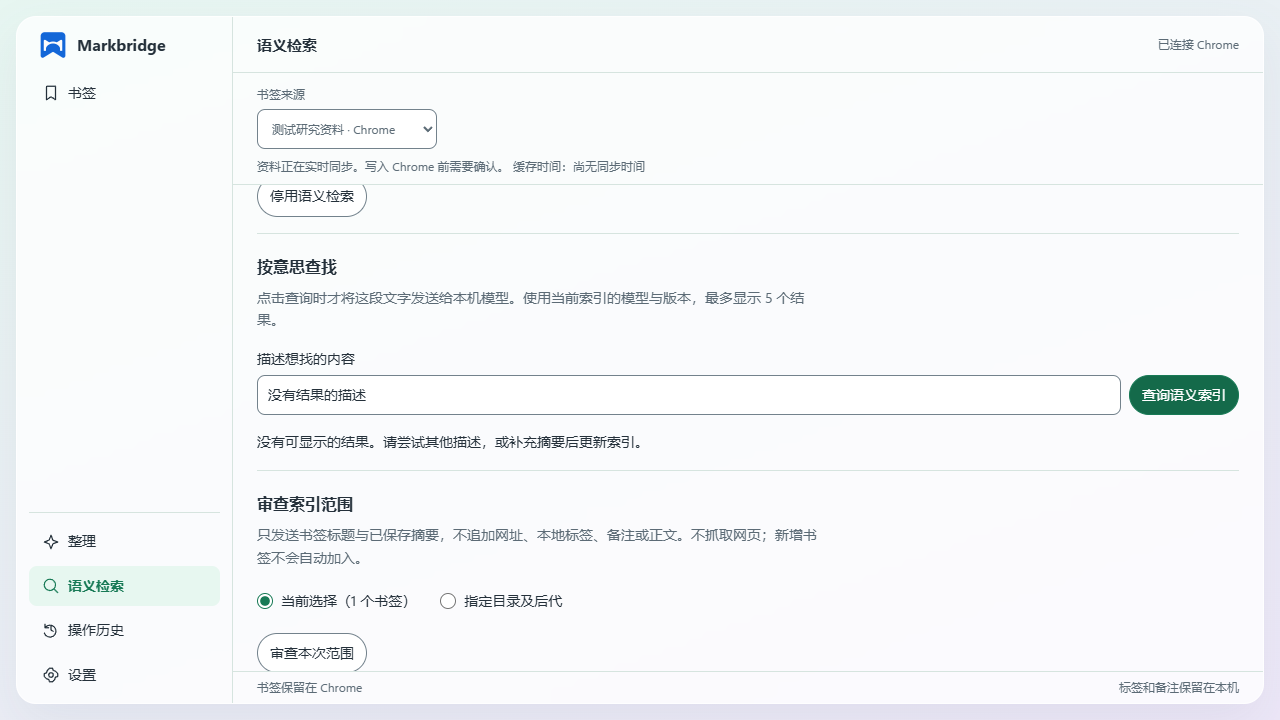 Markbridge
书签
整理
语义检索
操作历史
设置
语义检索
已连接 Chrome
书签来源
测试研究资料 · Chrome
资料正在实时同步。写入 Chrome 前需要确认。 缓存时间：尚无同步时间
停用语义检索
按意思查找
点击查询时才将这段文字发送给本机模型。使用当前索引的模型与版本，最多显示 5 个结
果。
描述想找的内容
没有结果的描述
查询语义索引
没有可显示的结果。请尝试其他描述，或补充摘要后更新索引。
审查索引范围
只发送书签标题与已保存摘要，不追加网址、本地标签、备注或正文。不抓取网页；新增书
签不会自动加入。
当前选择（1 个书签）
指定目录及后代
审查本次范围
书签保留在 Chrome
标签和备注保留在本机